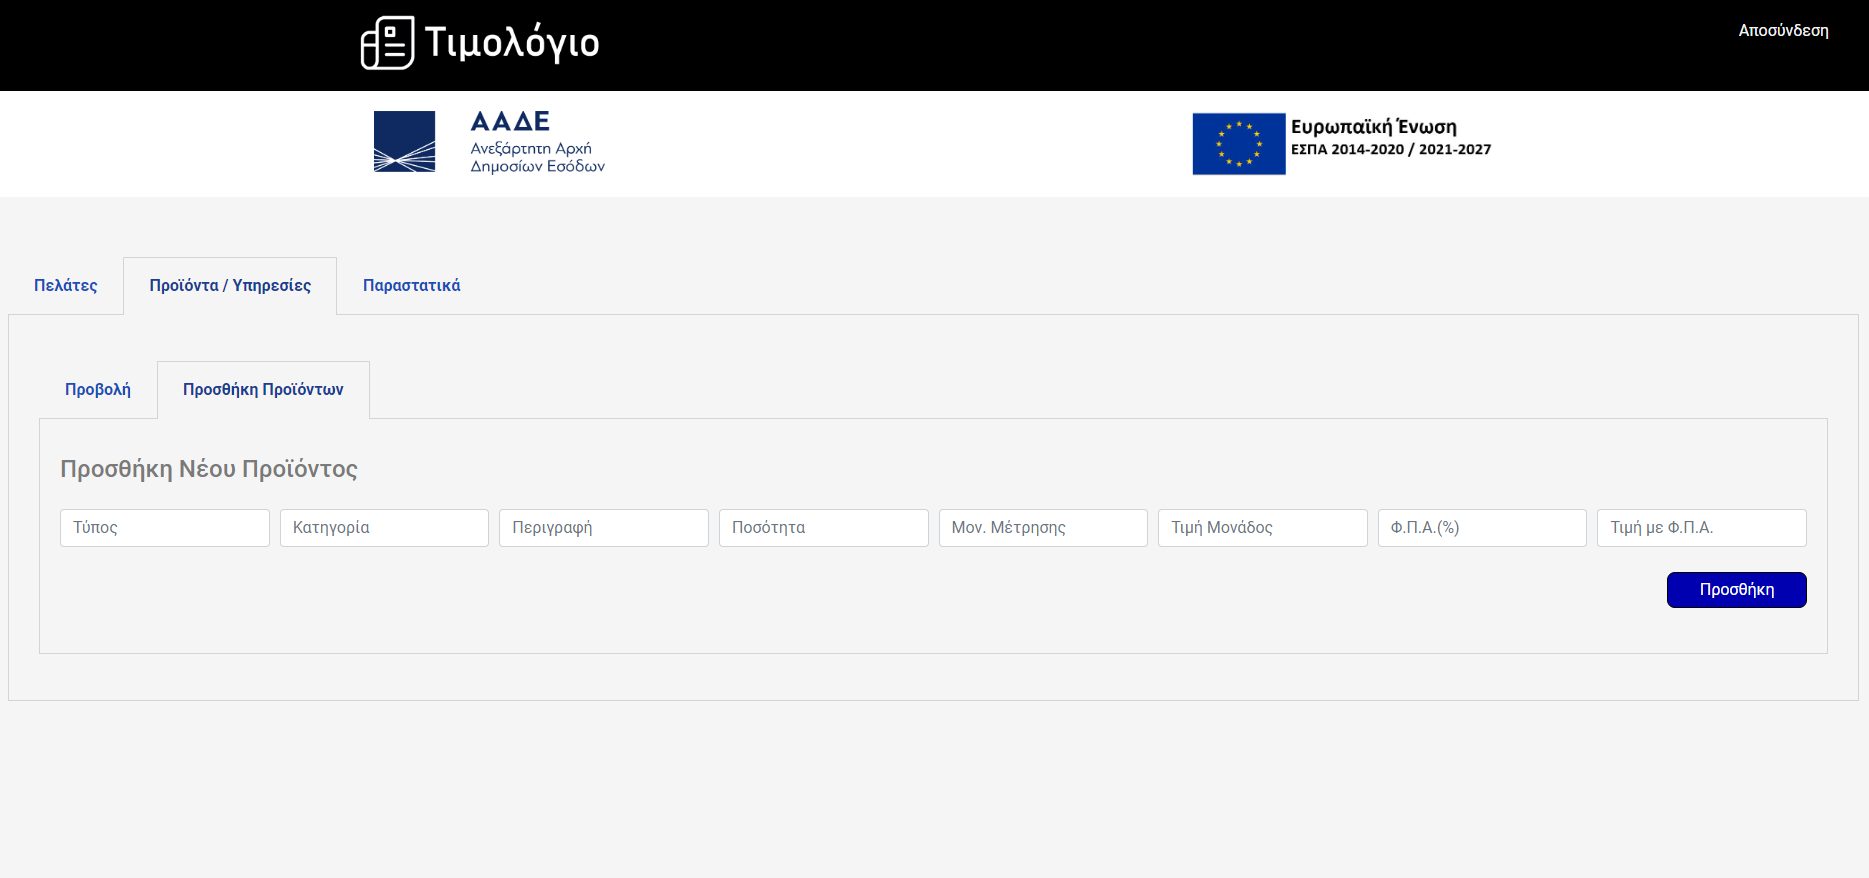 Τιμολόγιο
Αποσύνδεση
ΑΑΔΕ
Ανεξάρτητη Αρχή
Δημοσίων Εσόδων
Ευρωπαϊκή Ένωση
ΕΣΠΑ 2014-2020 / 2021-2027
Πελάτες
Προϊόντα / Υπηρεσίες
Παραστατικά
Προβολή
Προσθήκη Προϊόντων
Προσθήκη Νέου Προϊόντος
Τύπος
Κατηγορία
Περιγραφή
Ποσότητα
Μον. Μέτρησης
Τιμή Μονάδος
Φ.Π.Α.(%)
Τιμή με Φ.Π.Α.
Προσθήκη